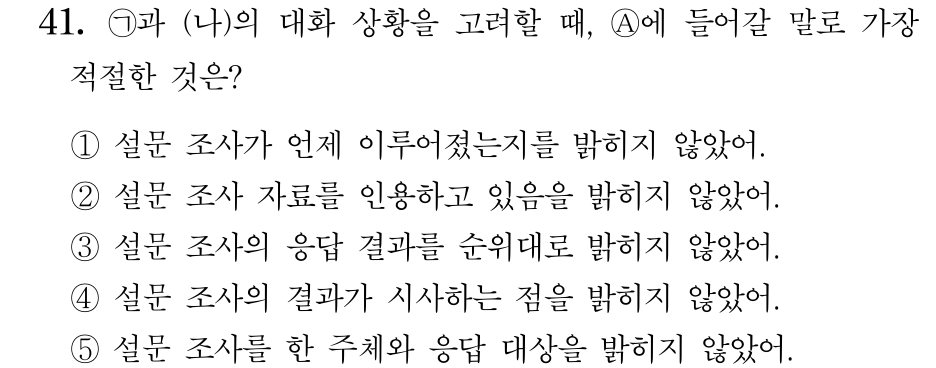 41. ㉠과 (나)의 대화 상황을 고려할 때, Ⓐ에 들어갈 말로 가장
적절한 것은?
① 설문 조사가 언제 이루어졌는지를 밝히지 않았어.
② 설문 조사 자료를 인용하고 있음을 밝히지 않았어.
③ 설문 조사의 응답 결과를 순위대로 밝히지 않았어.
④ 설문 조사의 결과가 시사하는 점을 밝히지 않았어.
⑤ 설문 조사를 한 주체와 응답 대상을 밝히지 않았어.